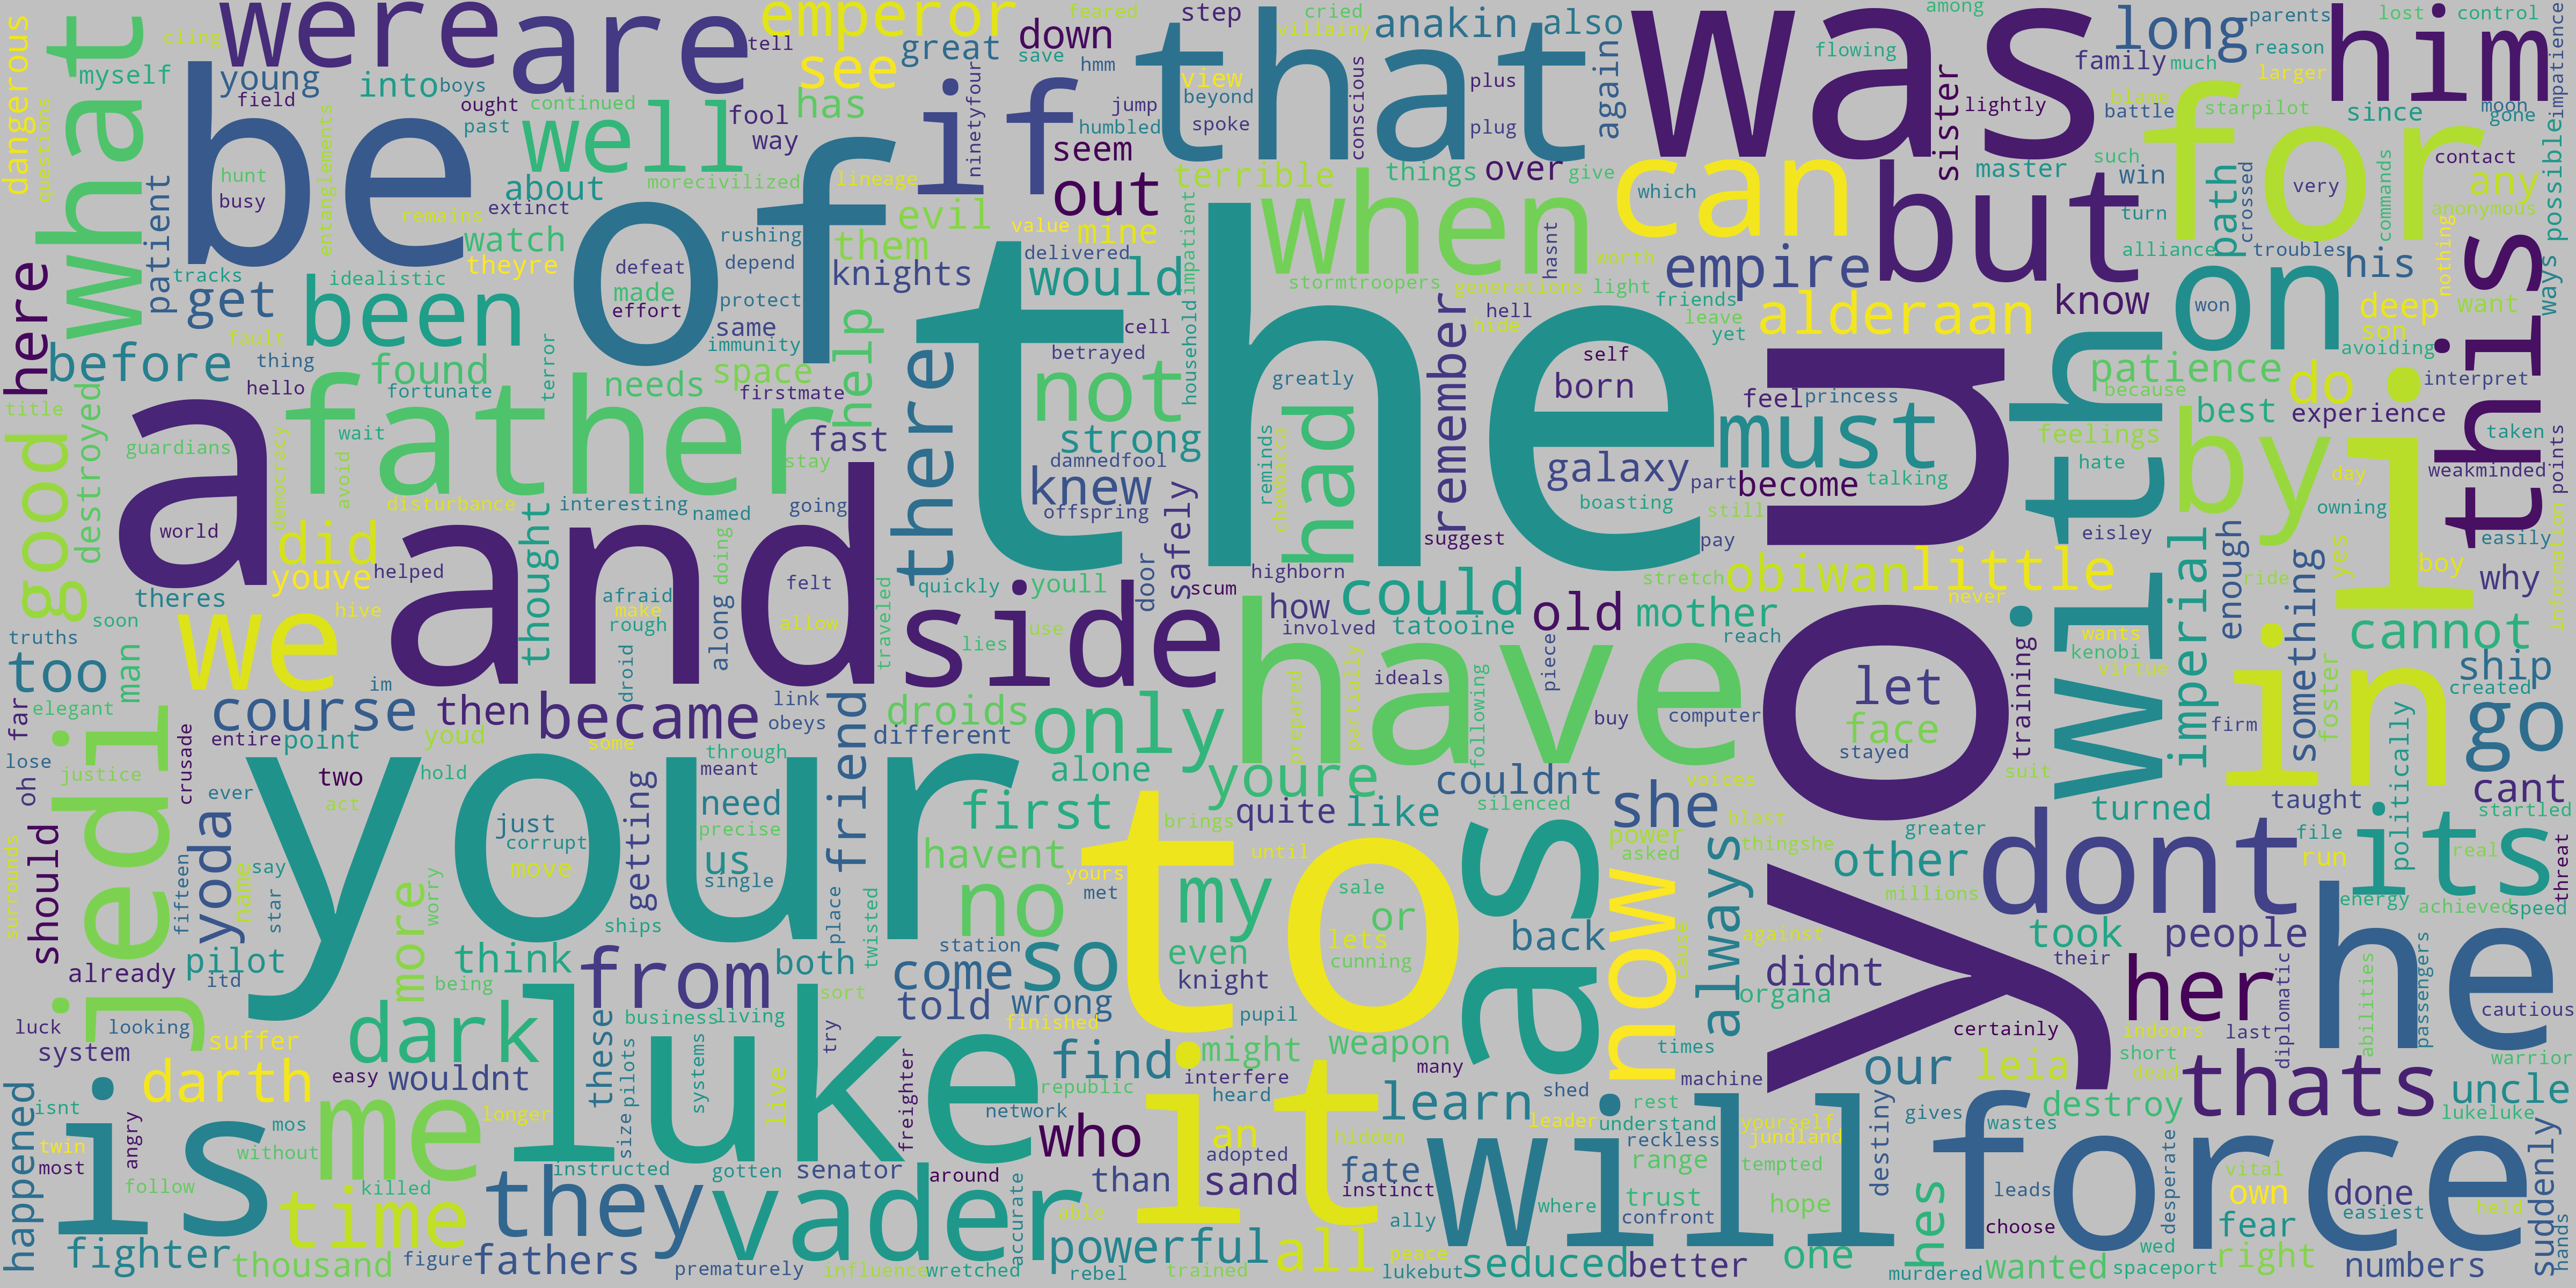 the
you
to
a
and
of
your
be
was
that
i
it
luke
will
force
is
have
as
he
in
for
with
on
but
this
him
are
were
what
if
when
can
father
side
vader
jedi
we
me
they
dark
from
so
no
now
my
its
dont
her
thats
by
had
must
there
been
well
not
only
she
do
go
time
all
who
out
see
emperor
did
good
here
before
get
into
young
myself
dangerous
great
down
has
anakin
also
again
long
family
sister
master
path
any
his
know
empire
alderaan
remember
galaxy
born
become
feel
patience
best
experience
feelings
why
cannot
ship
something
enough
imperial
training
let
face
little
obiwan
could
old
mother
tatooine
how
youre
like
quite
couldnt
first
havent
droids
alone
different
friend
became
then
course
too
man
theres
youve
thought
along
fast
needs
found
space
help
knew
strong
would
mine
them
evil
knights
about
watch
patient
terrible
things
over
seem
fool
way
destroyed
safely
door
us
need
getting
yoda
should
already
pilot
more
think
both
come
told
wrong
even
or
back
always
other
didnt
organa
took
people
turned
taught
politically
cant
foster
uncle
destroy
leia
our
destiny
learn
find
might
weapon
knight
than
sand
an
fate
range
trust
hope
powerful
seduced
better
one
hes
wanted
own
right
fear
done
numbers
suddenly
happened
fighter
thousand
fathers
darth
suffer
system
wouldnt
these
senator
cling
tell
feared
step
cried
villainy
save
hmm
view
beyond
spoke
jump
humbled
plus
plug
conscious
among
flowing
lightly
parents
lost
control
reason
much
larger
blame
battle
starpilot
since
moon
gone
impatience
such
win
turn
crossed
commands
contact
very
anonymous
alliance
troubles
nothing
possible
ways
deep
want
son
won
avoiding
interpret
because
taken
weakminded
points
information
easily
owning
day
boy
yes
ride
eisley
hate
questions
field
boys
past
ought
continued
hunt
busy
entanglements
remains
extinct
theyre
morecivilized
lineage
ninetyfour
tracks
idealistic
rushing
defeat
depend
made
effort
protect
same
immunity
value
delivered
cell
betrayed
household
impatient
hasnt
stormtroopers
generations
light
worth
give
which
hell
hide
friends
leave
yet
self
greatly
princess
boasting
part
talking
still
pay
suggest
reminds
chewbacca
fault
thing
hello
fortunate
terror
firstmate
title
guardians
democracy
wait
avoid
disturbance
interesting
named
stay
going
world
damnedfool
offspring
highborn
stretch
never
helped
hive
afraid
make
rough
droid
doing
felt
allow
traveled
quickly
youll
scum
lies
use
involved
reach
piece
ideals
prepared
partially
following
buy
computer
stayed
suit
wants
kenobi
virtue
firm
created
startled
truths
soon
im
elegant
far
oh
lose
entire
point
justice
crusade
two
act
youd
hold
some
link
obeys
through
meant
just
corrupt
move
precise
single
ever
say
star
name
fifteen
surrounds
itd
worry
being
ships
place
twisted
brings
until
yours
met
sale
lets
cunning
silenced
power
asked
voices
blast
thingshe
cause
against
greater
millions
file
run
real
threat
energy
achieved
speed
their
passengers
abilities
cautious
warrior
certainly
indoors
last
diplomatic
short
dead
times
machine
luck
looking
business
living
sort
try
finished
station
pupil
many
interfere
heard
republic
network
adopted
instinct
hidden
shed
leader
rest
understand
reckless
yourself
jundland
tempted
gives
wastes
leads
choose
vital
desperate
easiest
held
lukeluke
hands
wed
spaceport
murdered
where
confront
ally
peace
lukebut
isnt
twin
most
angry
mos
without
follow
easy
longer
killed
size
pilots
systems
live
freighter
instructed
gotten
around
accurate
able
figure
prematurely
influence
wretched
rebel
trained